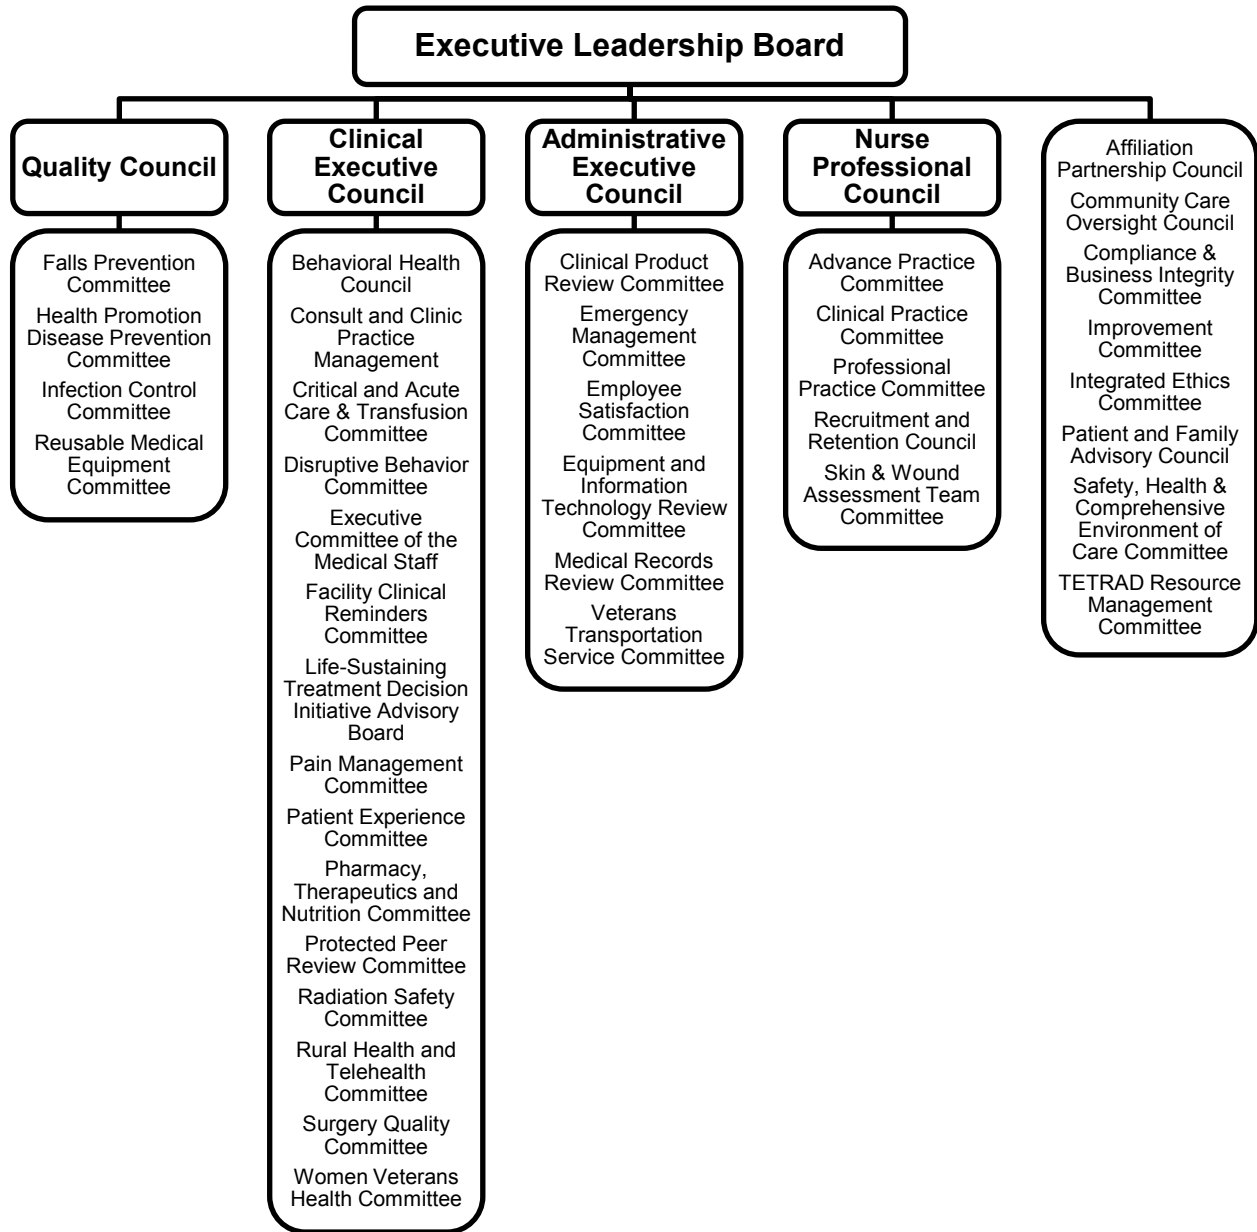 Executive Leadership Board
Quality Council
Falls Prevention
Committee
Health Promotion
Disease Prevention
Committee
Infection Control
Committee
Reusable Medical
Equipment
Committee
Clinical
Executive
Council
Behavioral Health
Council
Consult and Clinic
Practice
Management
Critical and Acute
Care & Transfusion
Committee
Disruptive Behavior
Committee
Executive
Committee of the
Medical Staff
Facility Clinical
Reminders
Committee
Life-Sustaining
Treatment Decision
Initiative Advisory
Board
Pain Management
Committee
Patient Experience
Committee
Pharmacy,
Therapeutics and
Nutrition Committee
Protected Peer
Review Committee
Radiation Safety
Committee
Rural Health and
Telehealth
Committee
Surgery Quality
Committee
Women Veterans
Health Committee
Administrative
Executive
Council
Clinical Product
Review Committee
Emergency
Management
Committee
Employee
Satisfaction
Committee
Equipment and
Information
Technology Review
Committee
Medical Records
Review Committee
Veterans
Transportation
Service Committee
Nurse
Professional
Council
Advance Practice
Committee
Clinical Practice
Committee
Professional
Practice Committee
Recruitment and
Retention Council
Skin & Wound
Assessment Team
Committee
Affiliation
Partnership Council
Community Care
Oversight Council
Compliance &
Business Integrity
Committee
Improvement
Committee
Integrated Ethics
Committee
Patient and Family
Advisory Council
Safety, Health &
Comprehensive
Environment of
Care Committee
TETRAD Resource
Management
Committee